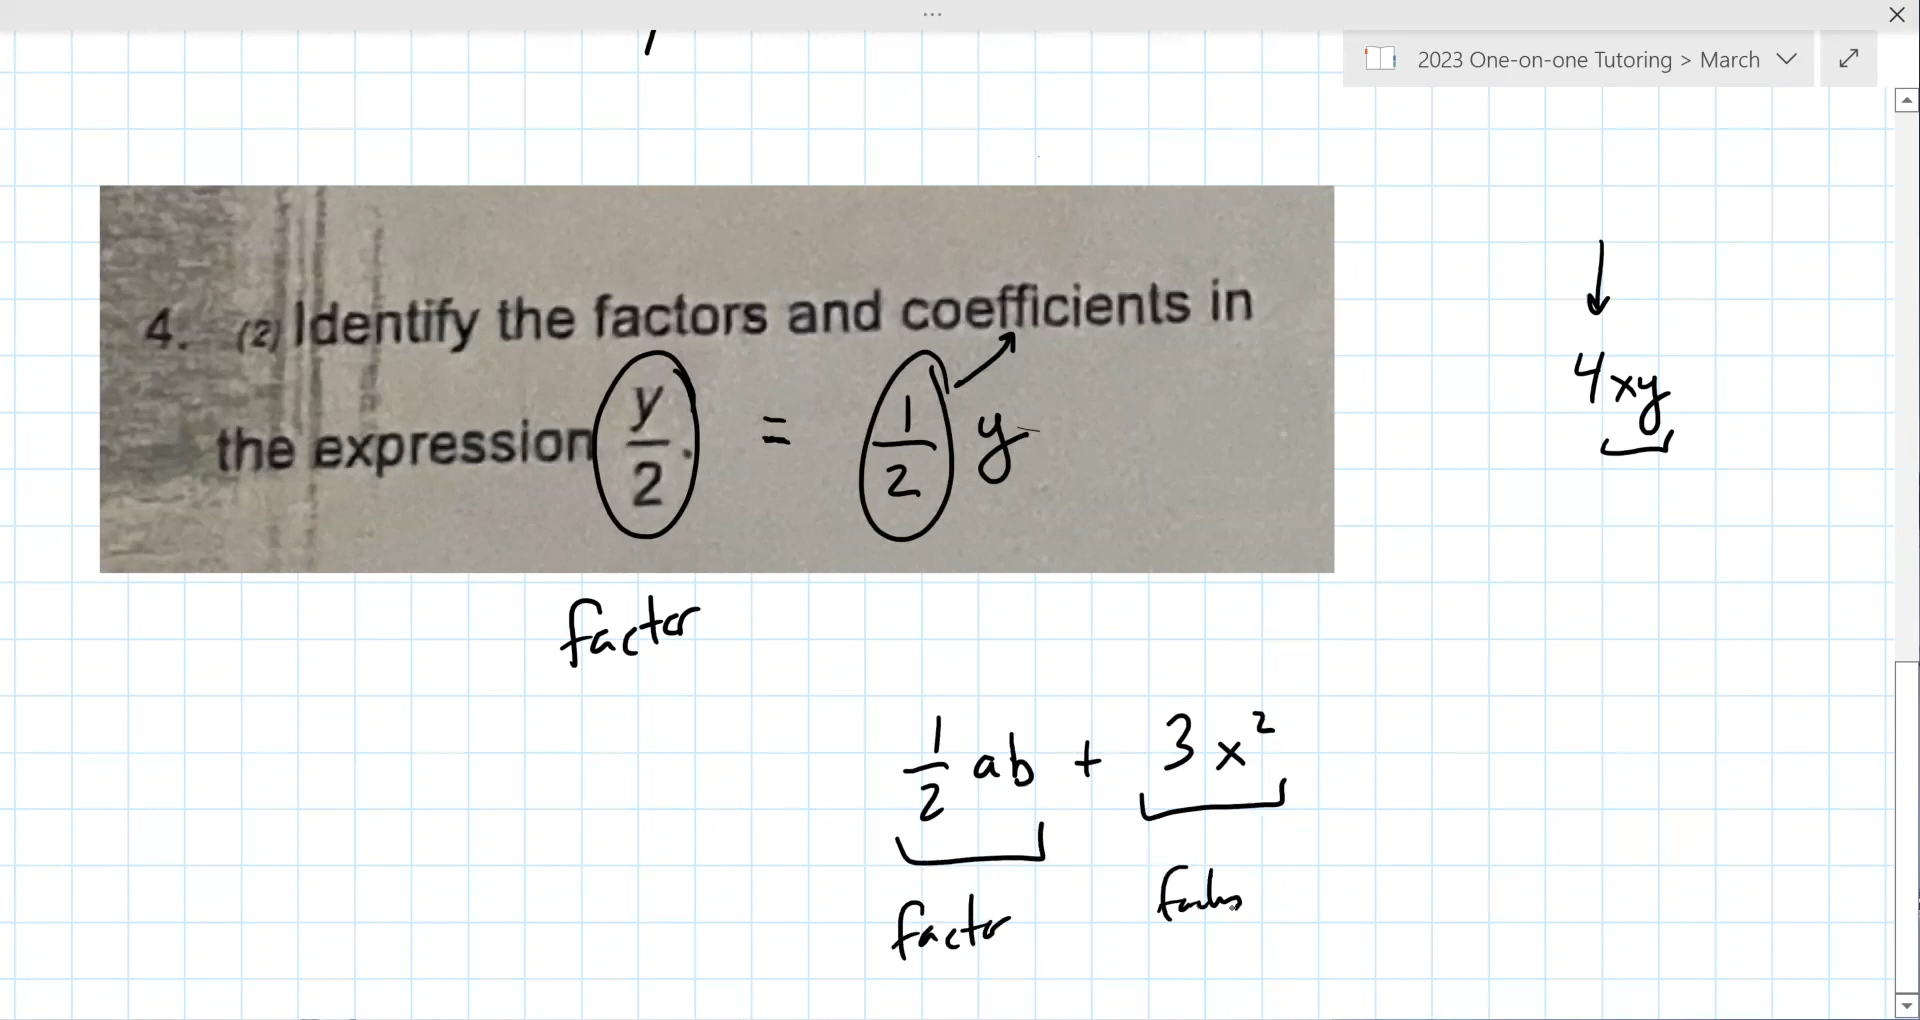 2023 One-on-one Tutoring > March
4. (2) Identify the factors and coefficients in
the expression y/2. = 1/2 y
4xy
factor
1/2 ab + 3x²
factor